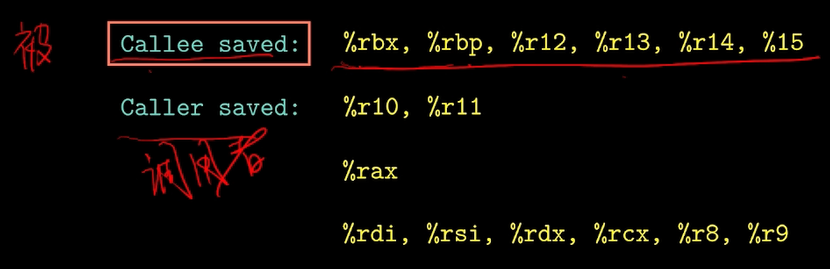 被 Callee saved: %rbx, %rbp, %r12, %r13, %r14, %15
Caller saved: %r10, %r11
调用者 %rax
%rdi, %rsi, %rdx, %rcx, %r8, %r9